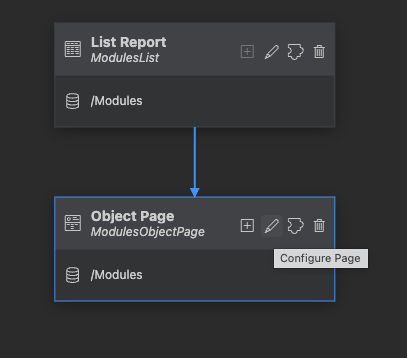 List Report
ModulesList
/Modules
Object Page
ModulesObjectPage
Configure Page
/Modules